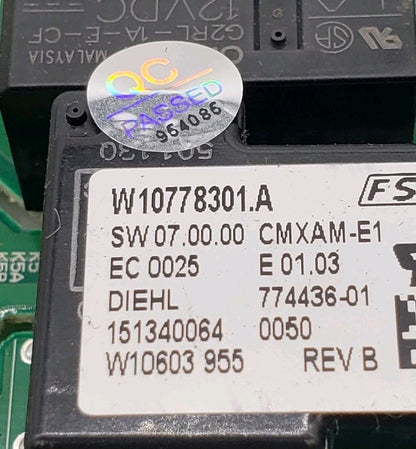 MALAYSIA
G2RL-1A-E-CF
12VDC
QC
PASSED
964086
W10778301.A
FS
SW 07.00.00 CMXAM-E1
EC 0025 E 01.03
DIEHL 774436-01
151340064 0050
W10603 955 REV B
K5A